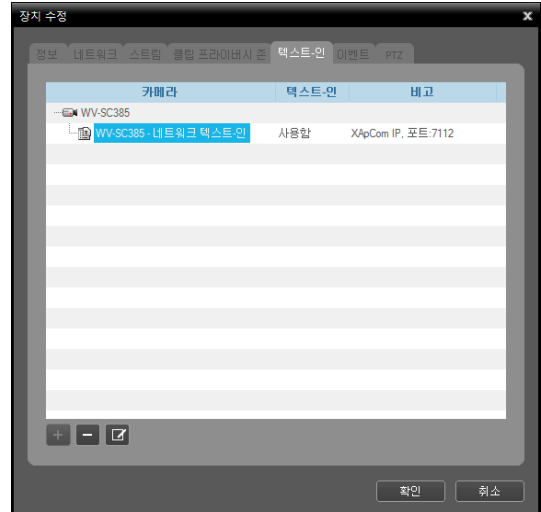 장치 수정
정보 네트워크 스트림 클립 프라이버시 존 텍스트-인 이벤트 PTZ
카메라 텍스트-인 비고
WV-SC385
WV-SC385 - 네트워크 텍스트-인 사용함 XApCom IP, 포트:7112
확인 취소